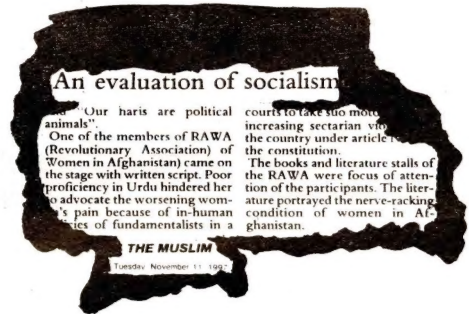 An evaluation of socialism
"Our haris are political
animals".
One of the members of RAWA
(Revolutionary Association) of
Women in Afghanistan) came on
the stage with written script. Poor
proficiency in Urdu hindered her
o advocate the worsening wom-
's pain because of in-human
ies of fundamentalists in a
courts to take suo moto
increasing sectarian
the country under article
the constitution.
The books and literature stalls of
the RAWA were focus of atten-
tion of the participants. The liter-
ature portrayed the nerve-racking
condition of women in Af-
ghanistan.
THE MUSLIM
Tuesday November 11, 199